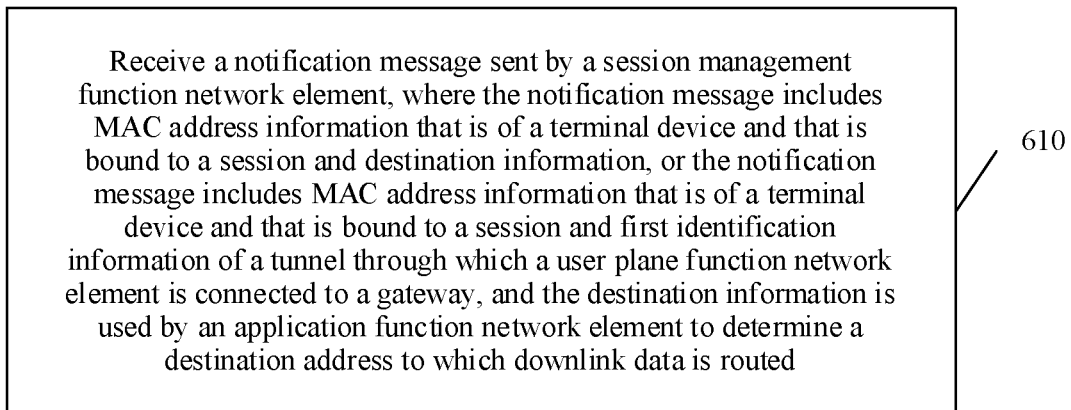 Receive a notification message sent by a session management
function network element, where the notification message includes
MAC address information that is of a terminal device and that is
bound to a session and destination information, or the notification
message includes MAC address information that is of a terminal
device and that is bound to a session and first identification
information of a tunnel through which a user plane function network
element is connected to a gateway, and the destination information is
used by an application function network element to determine a
destination address to which downlink data is routed
610